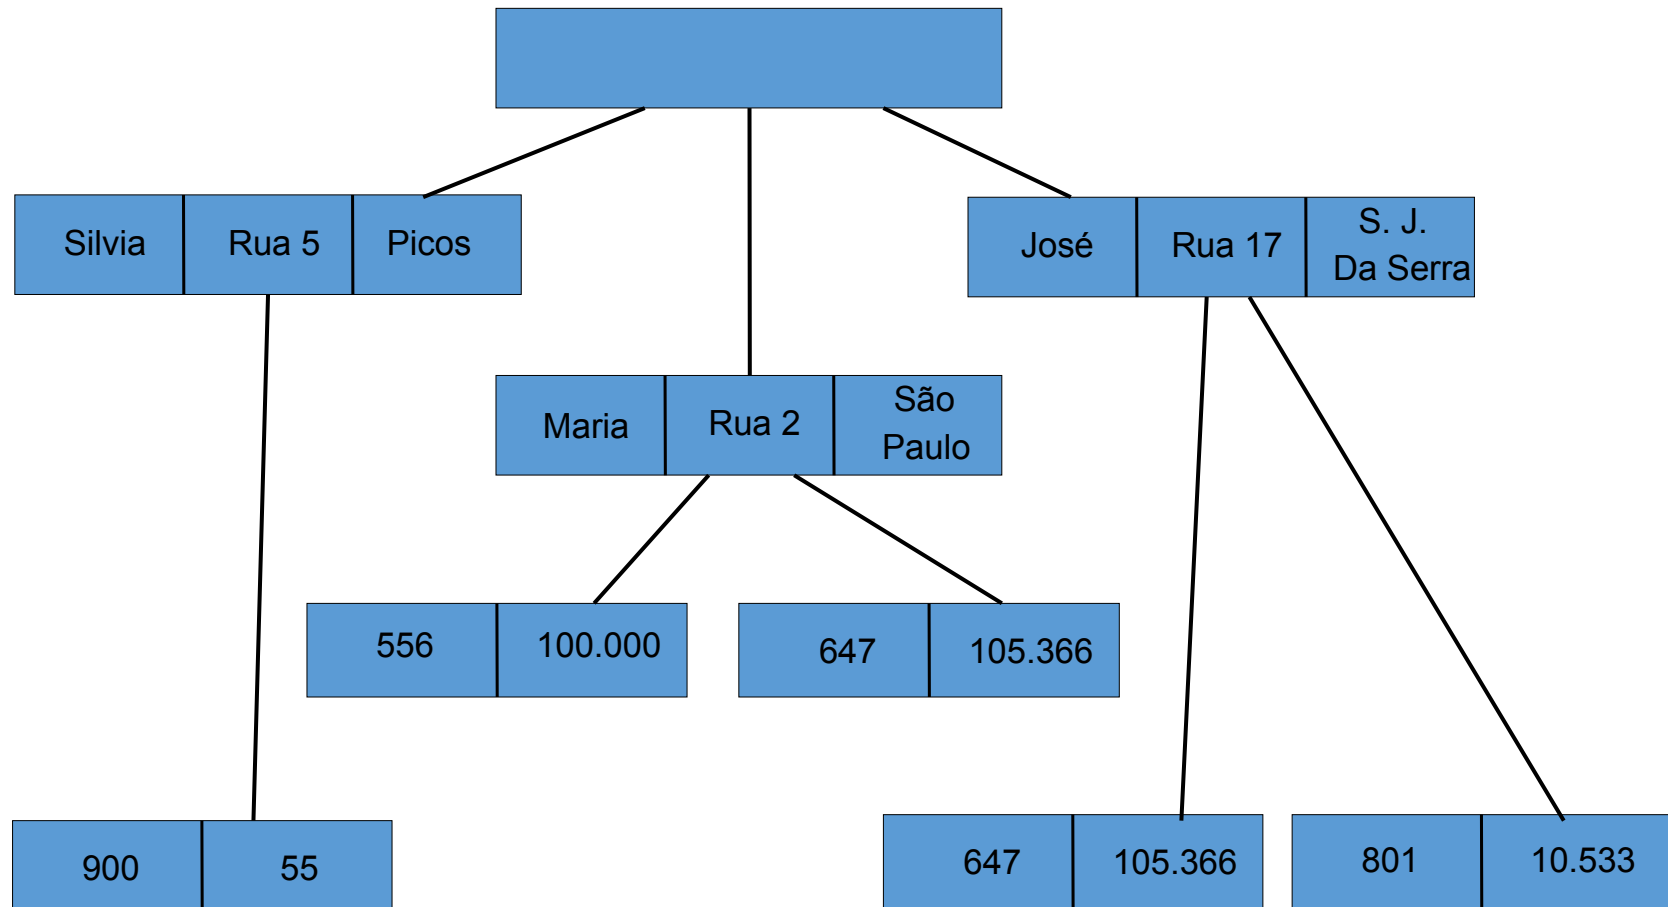 Silvia Rua 5 Picos
José Rua 17 S. J.
Da Serra
Maria Rua 2 São
Paulo
556 100.000
647 105.366
900 55
647 105.366
801 10.533